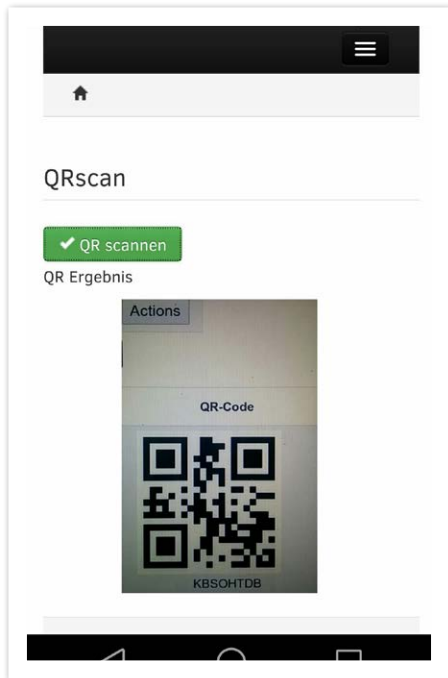 QRscan
QR scannen
QR Ergebnis
Actions
QR-Code
KBSOHTDB